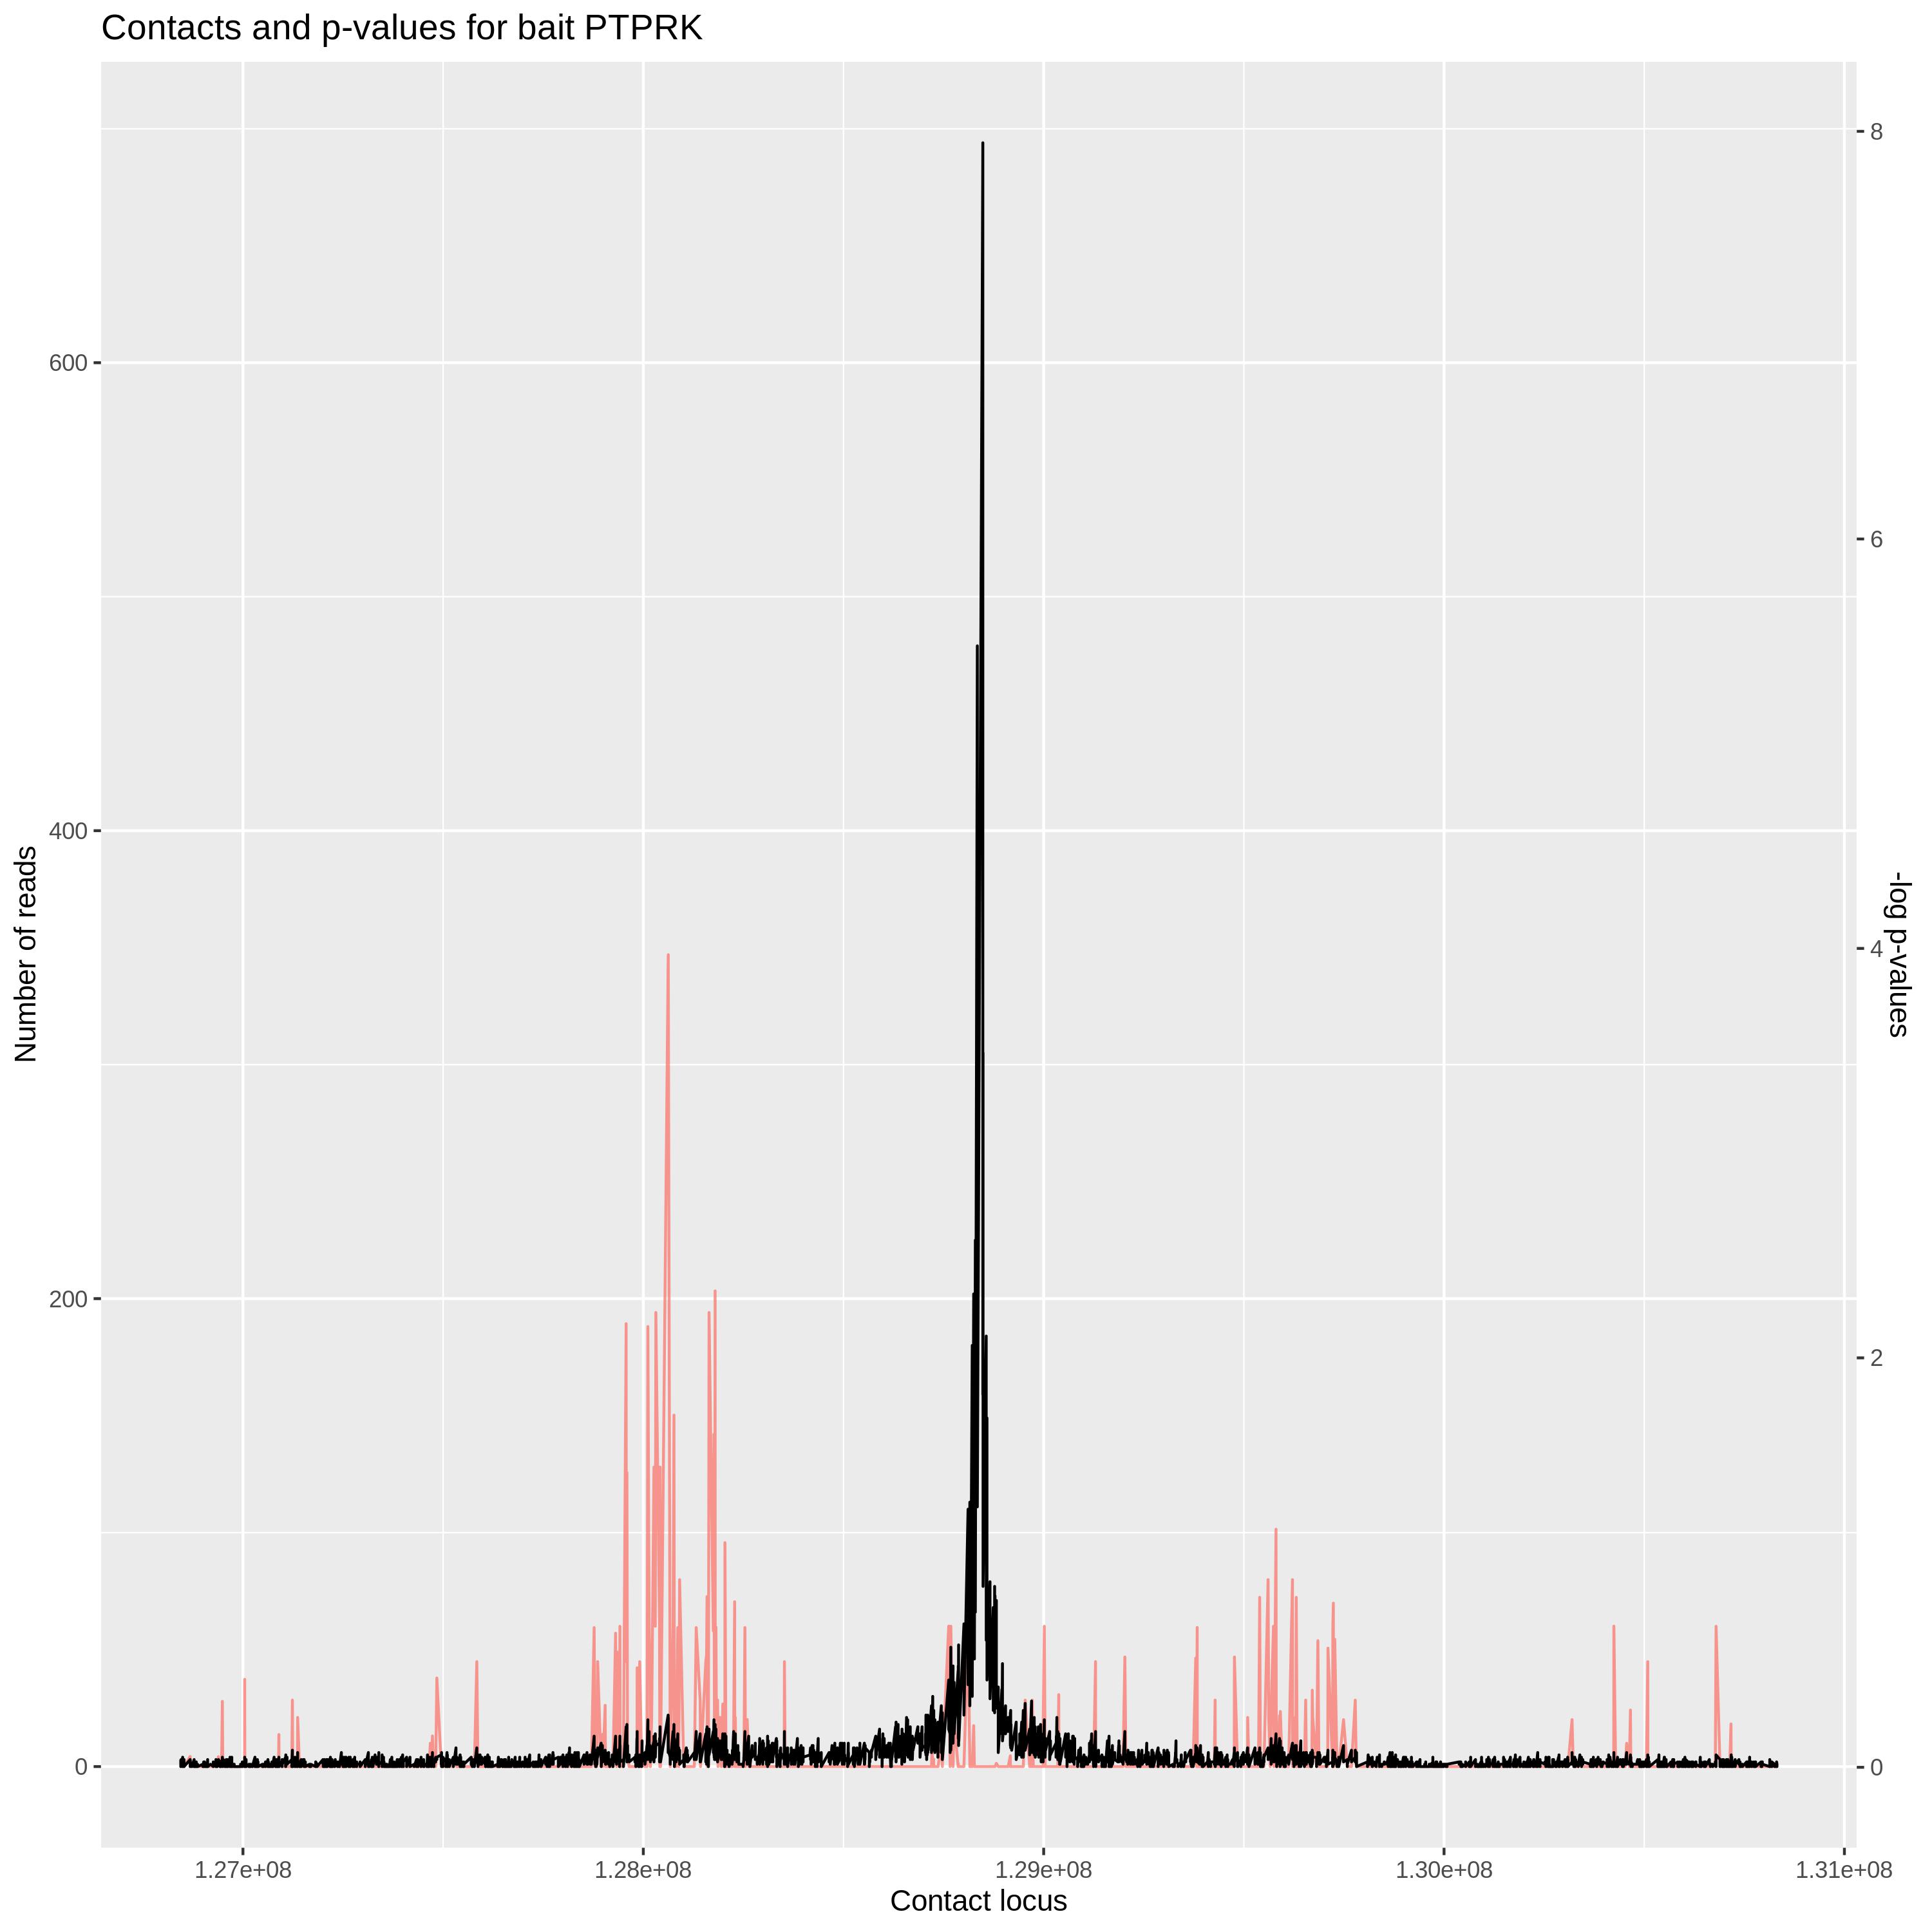 Contacts and p-values for bait PTPRK
Number of reads
600
400
200
0
8
6
4
2
0
-log p-values
1.27e+08 1.28e+08 1.29e+08 1.30e+08 1.31e+08
Contact locus